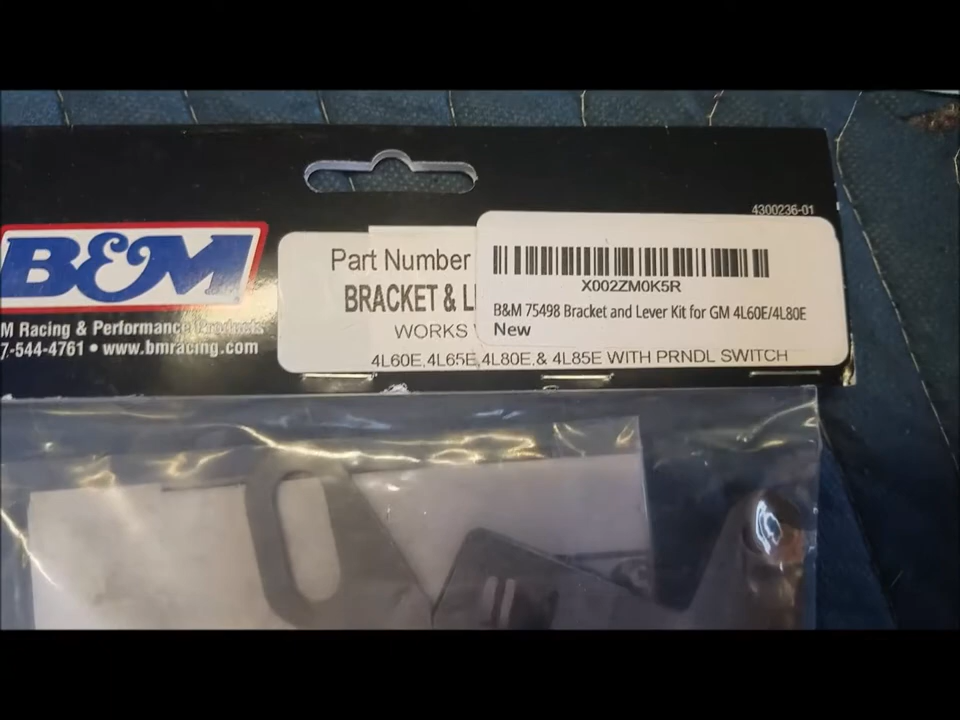 4300236-01
B&M
M Racing & Performance Products
7-544-4761 • www.bmracing.com
Part Number
BRACKET & L
WORKS
4L60E,4L65E,4L80E,& 4L85E WITH PRNDL SWITCH
X002ZM0K5R
B&M 75498 Bracket and Lever Kit for GM 4L60E/4L80E
New